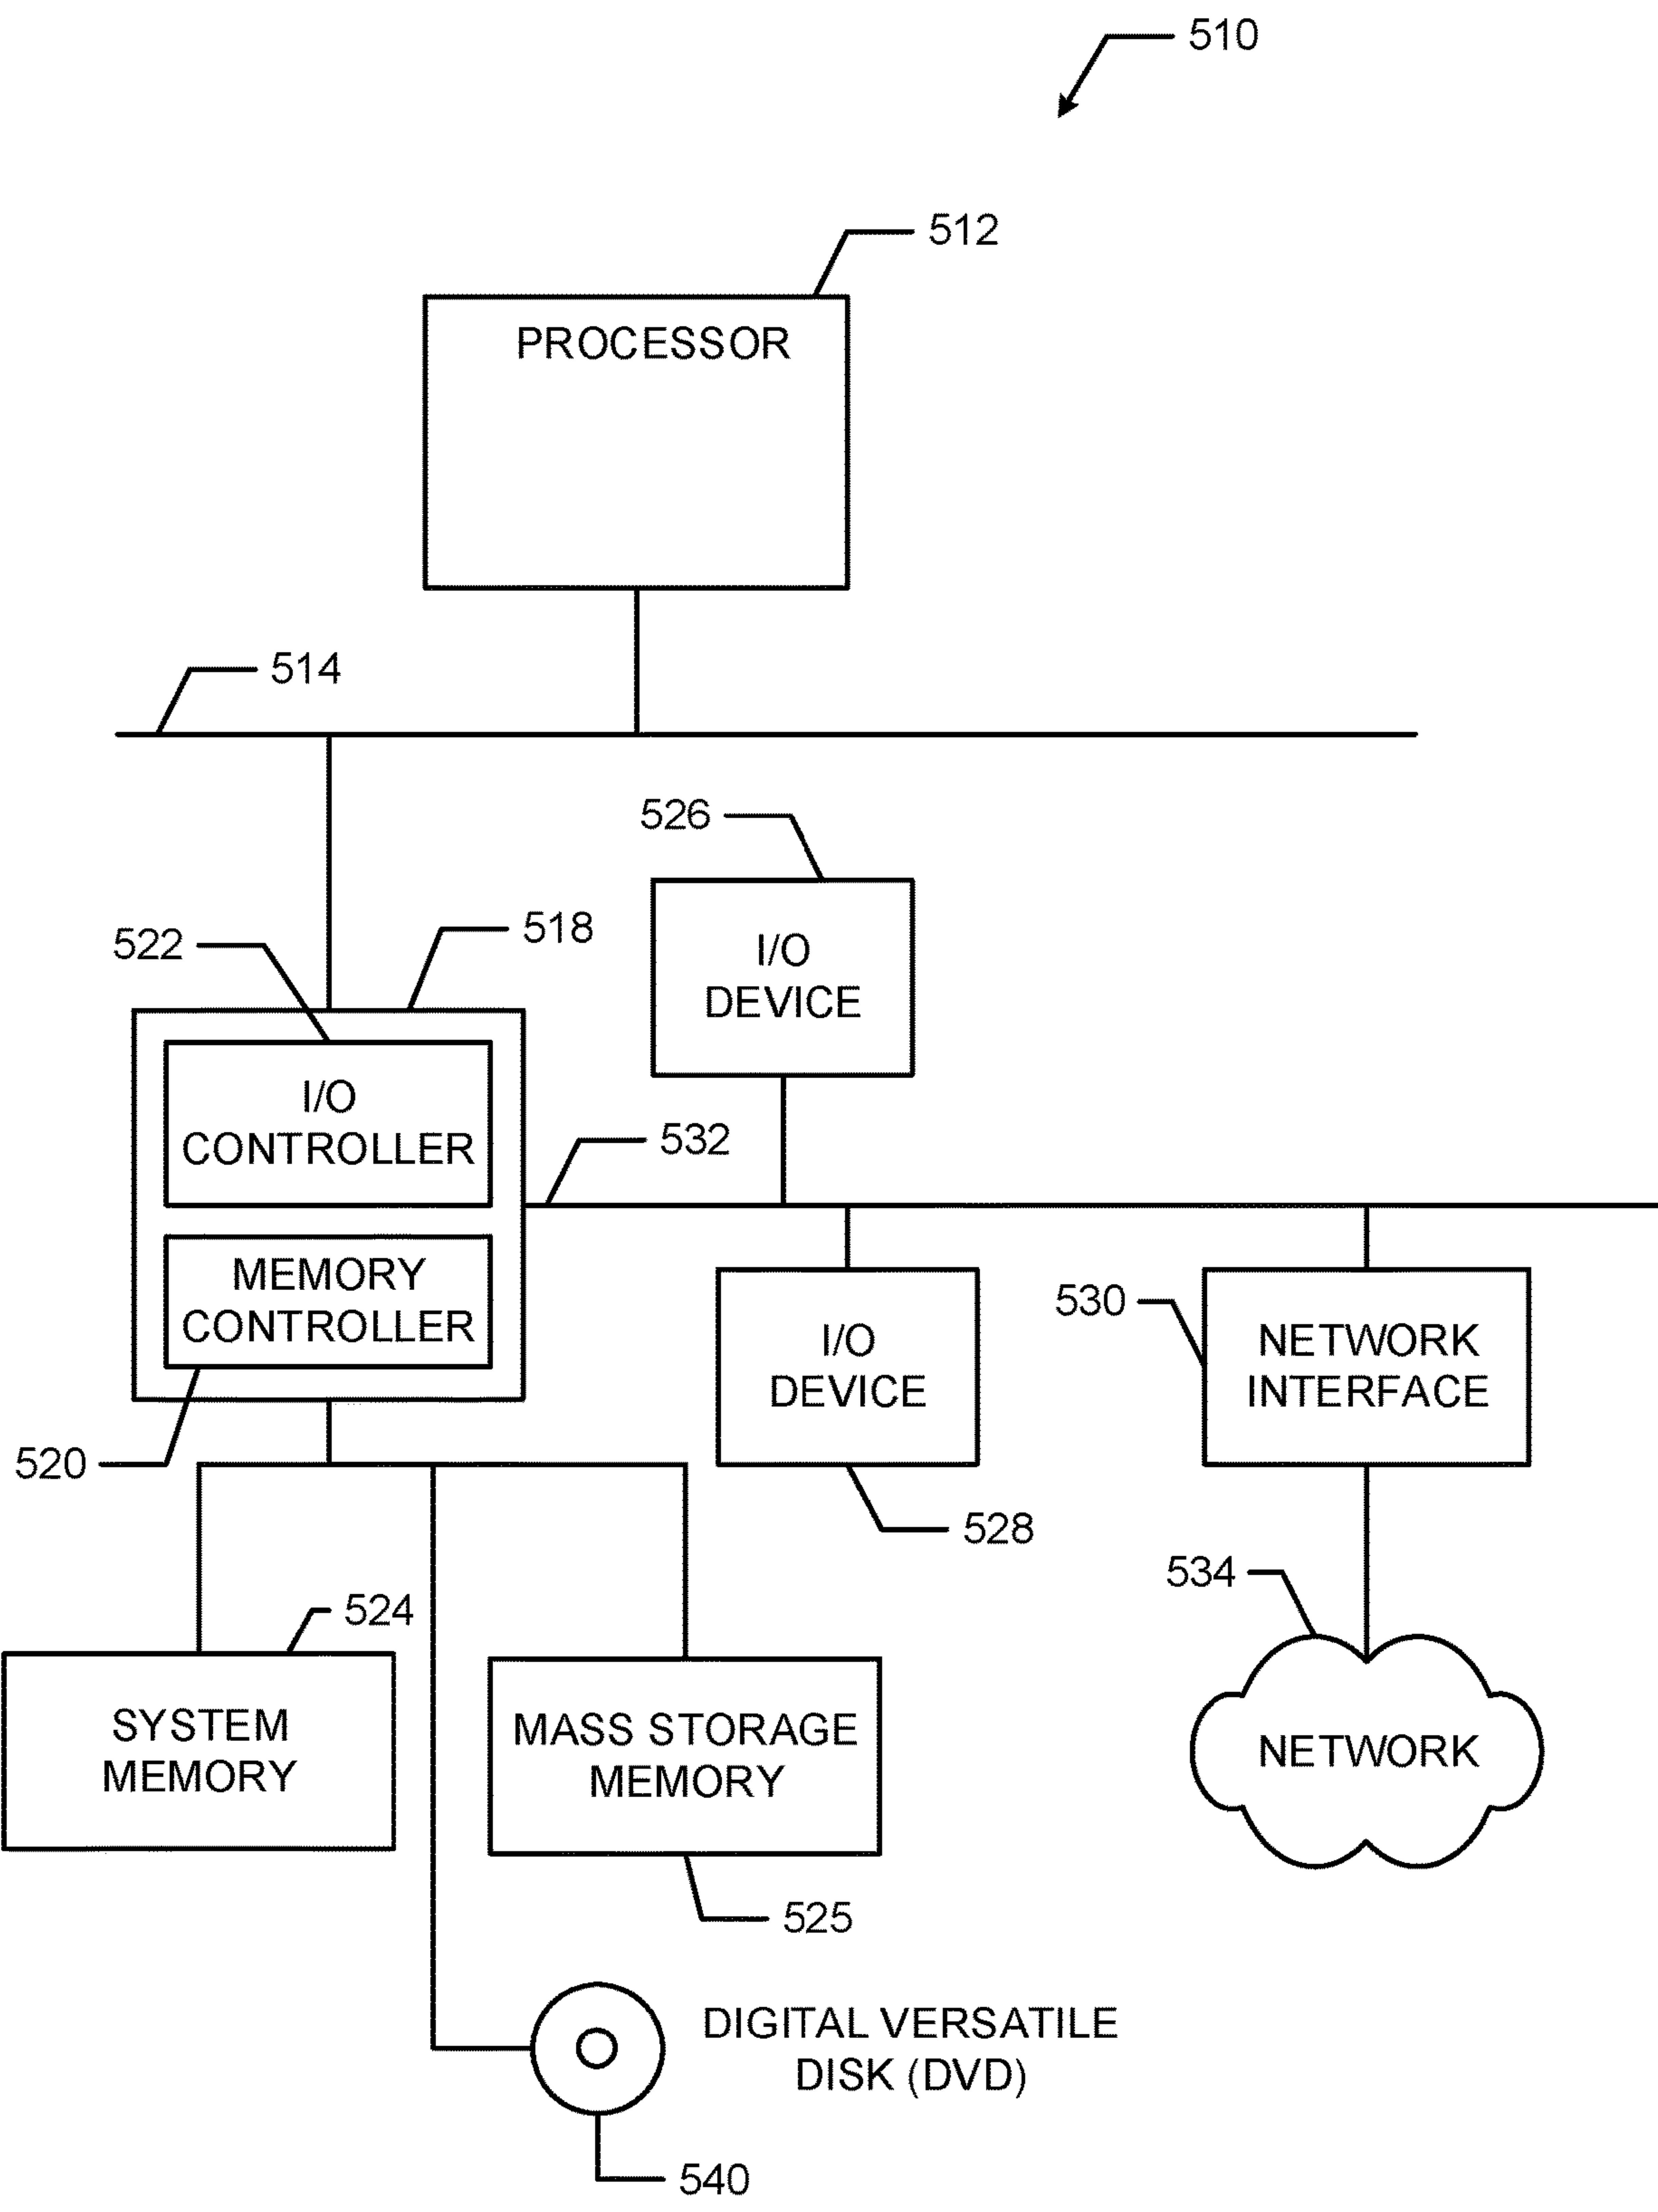 510
512
PROCESSOR
514
526
518
522
I/O
DEVICE
I/O
CONTROLLER
532
MEMORY
CONTROLLER
530
I/O
DEVICE
NETWORK
INTERFACE
520
528
534
524
SYSTEM
MEMORY
MASS STORAGE
MEMORY
NETWORK
525
DIGITAL VERSATILE
DISK (DVD)
540